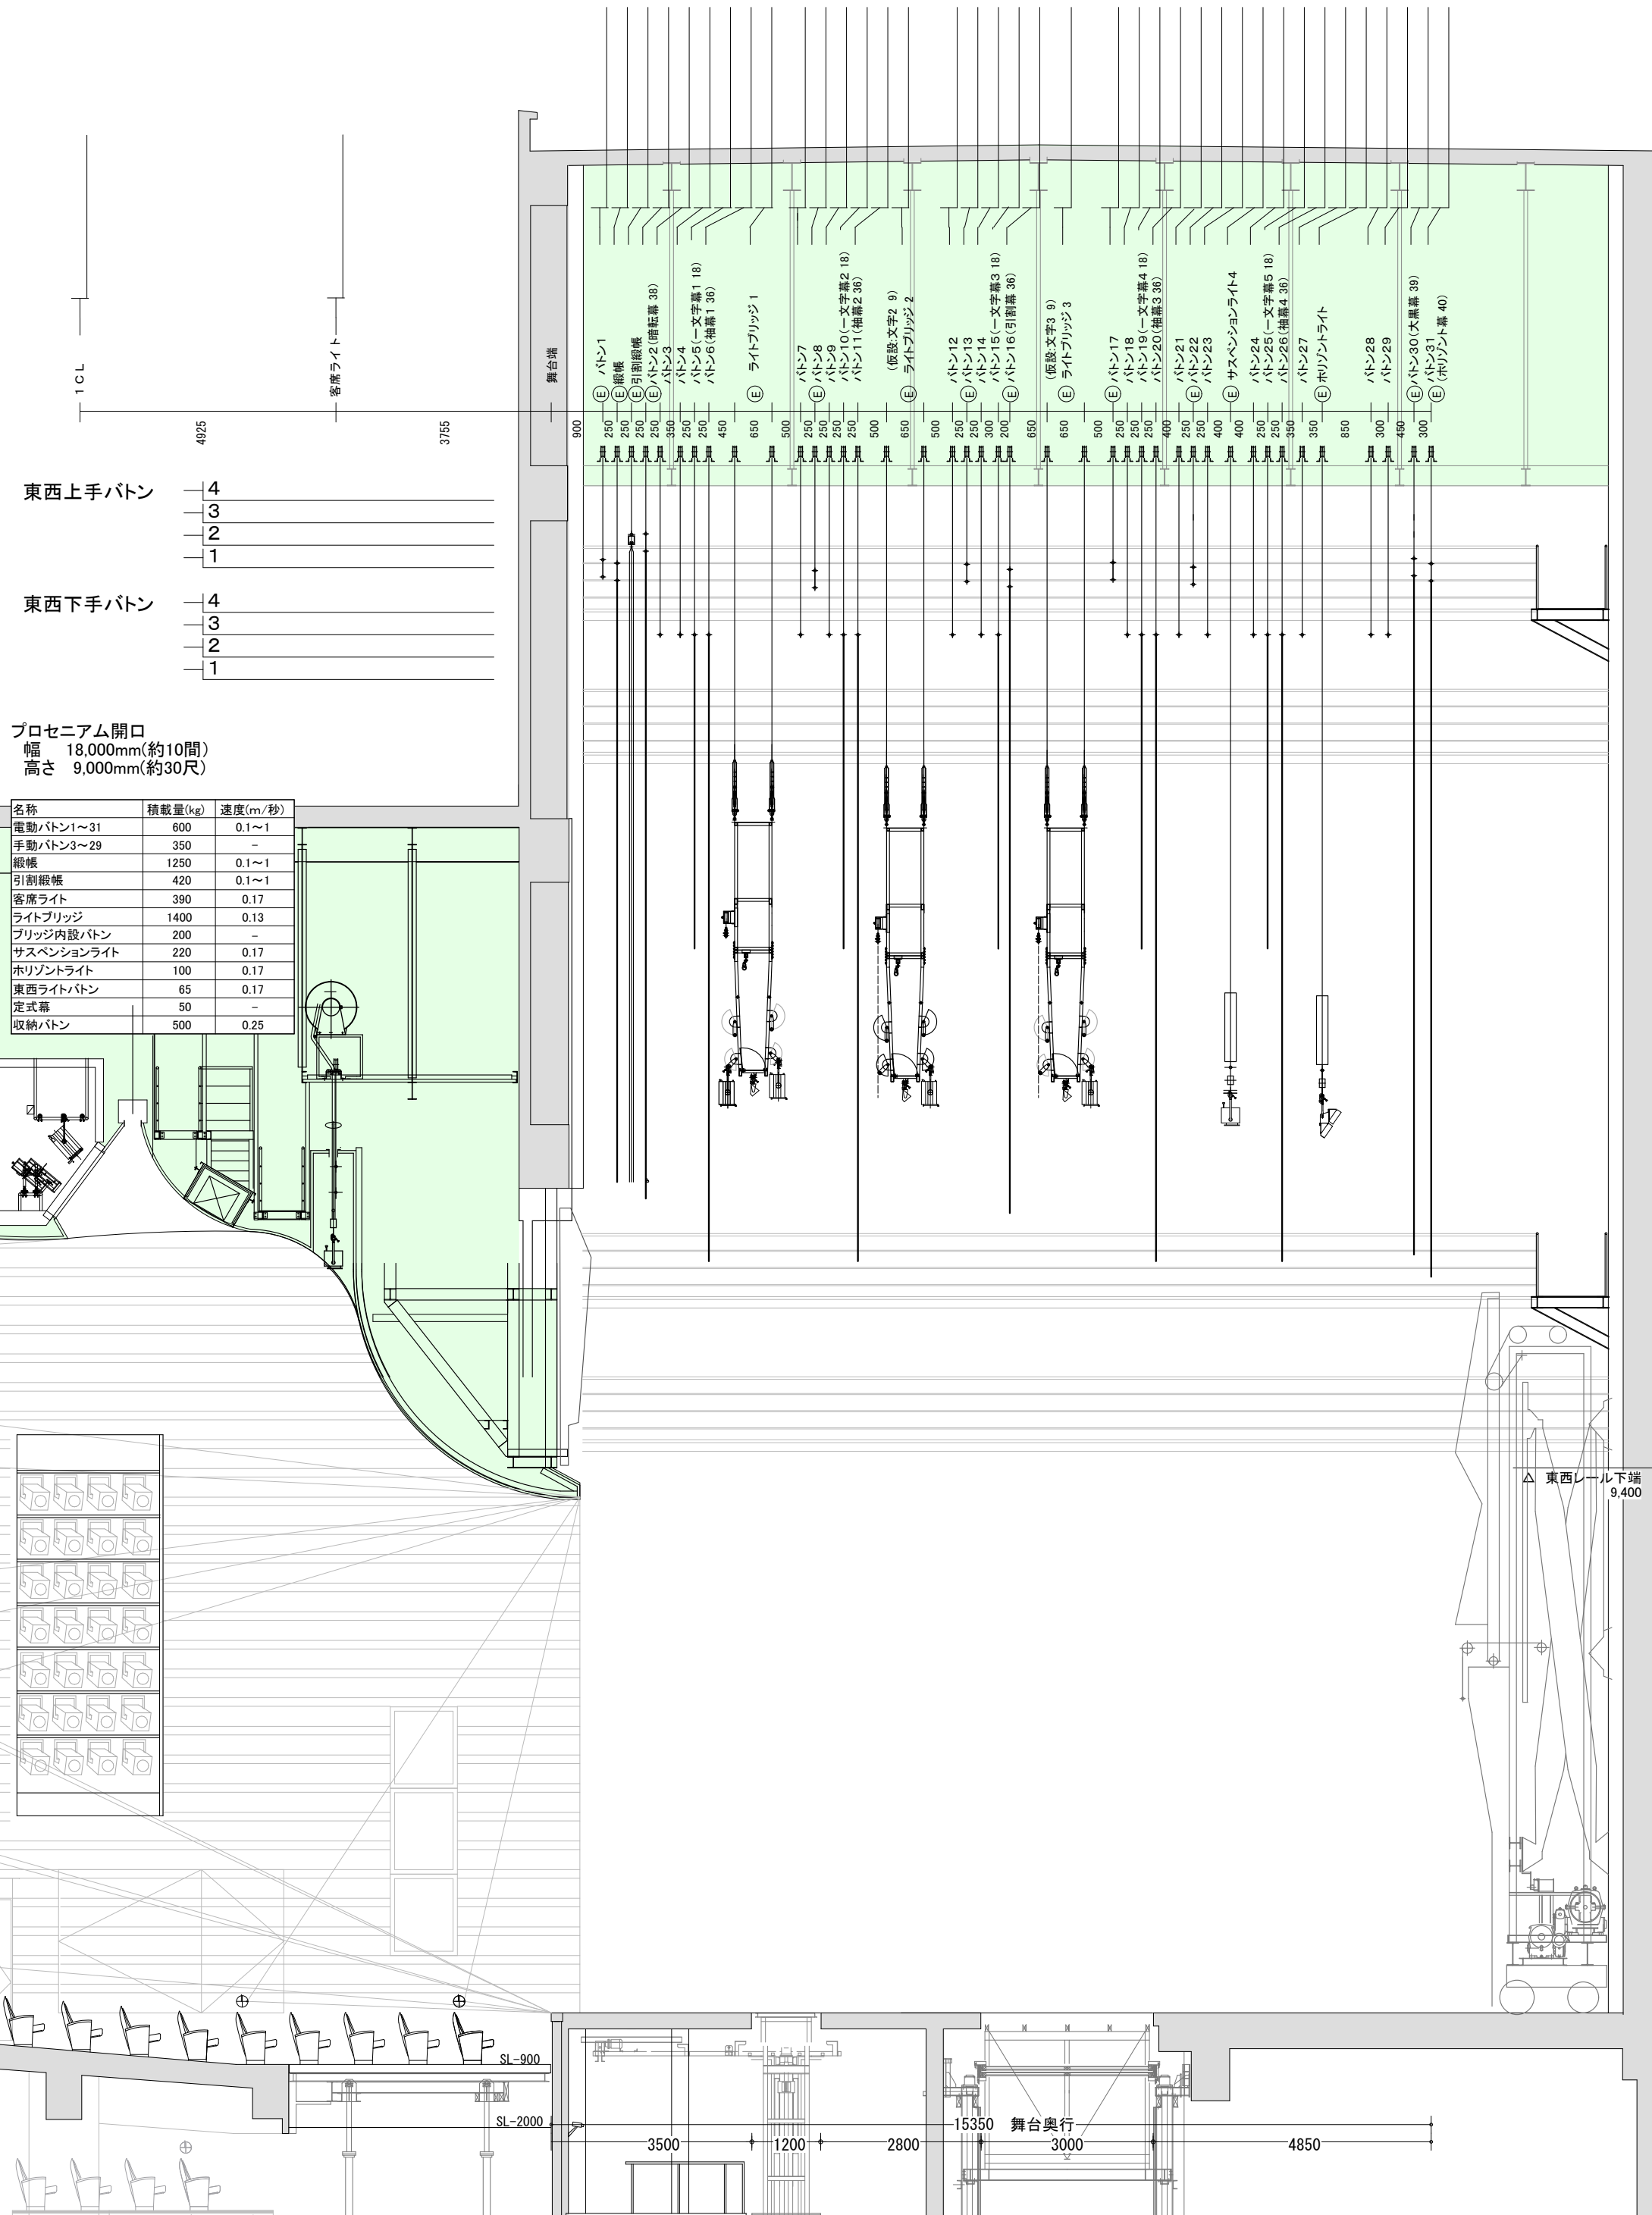 1CL
客席ライト
舞台端
Ⓔ バトン1
Ⓔ 緞帳
Ⓔ 引割緞帳
Ⓔ バトン2(暗転幕 38)
バトン3
バトン4
バトン5(一文字幕1 18)
バトン6(袖幕1 36)
Ⓔ ライトブリッジ 1
バトン7
Ⓔ バトン8
バトン9
バトン10(一文字幕2 18)
バトン11(袖幕2 36)
(仮設:文字2 9)
Ⓔ ライトブリッジ 2
バトン12
Ⓔ バトン13
バトン14
バトン15(一文字幕3 18)
Ⓔ バトン16(引割幕 36)
(仮設:文字3 9)
Ⓔ ライトブリッジ 3
Ⓔ バトン17
バトン18
バトン19(一文字幕4 18)
バトン20(袖幕3 36)
バトン21
Ⓔ バトン22
バトン23
Ⓔ サスペンションライト4
バトン24
バトン25(一文字幕5 18)
バトン26(袖幕4 36)
バトン27
Ⓔ ホリゾントライト
バトン28
バトン29
Ⓔ バトン30(大黒幕 39)
Ⓔ バトン31
(ホリゾント幕 40)
4925 3755 900 250 250 250 250 350 250 250 450 650 500 250 250 250 250 500 650 500 250 250 300 200 650 650 500 250 250 250 400 250 250 400 400 250 250 350 350 850 300 450 300
東西上手バトン
4
3
2
1
東西下手バトン
4
3
2
1
プロセニアム開口
幅 18,000mm(約10間)
高さ 9,000mm(約30尺)
名称 積載量(kg) 速度(m/秒)
電動バトン1～31 600 0.1～1
手動バトン3～29 350 －
緞帳 1250 0.1～1
引割緞帳 420 0.1～1
客席ライト 390 0.17
ライトブリッジ 1400 0.13
ブリッジ内設バトン 200 －
サスペンションライト 220 0.17
ホリゾントライト 100 0.17
東西ライトバトン 65 0.17
定式幕 50 －
収納バトン 500 0.25
△ 東西レール下端
9,400
SL-900
SL-2000
15350 舞台奥行
3500 1200 2800 3000 4850